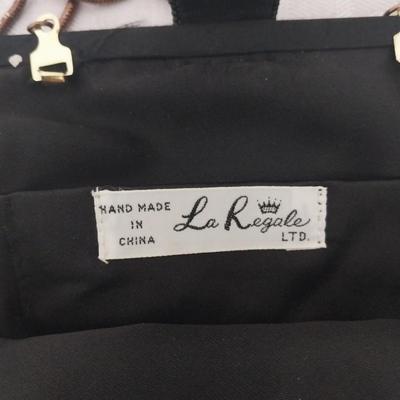 HAND MADE
IN
CHINA
La Regale
LTD.